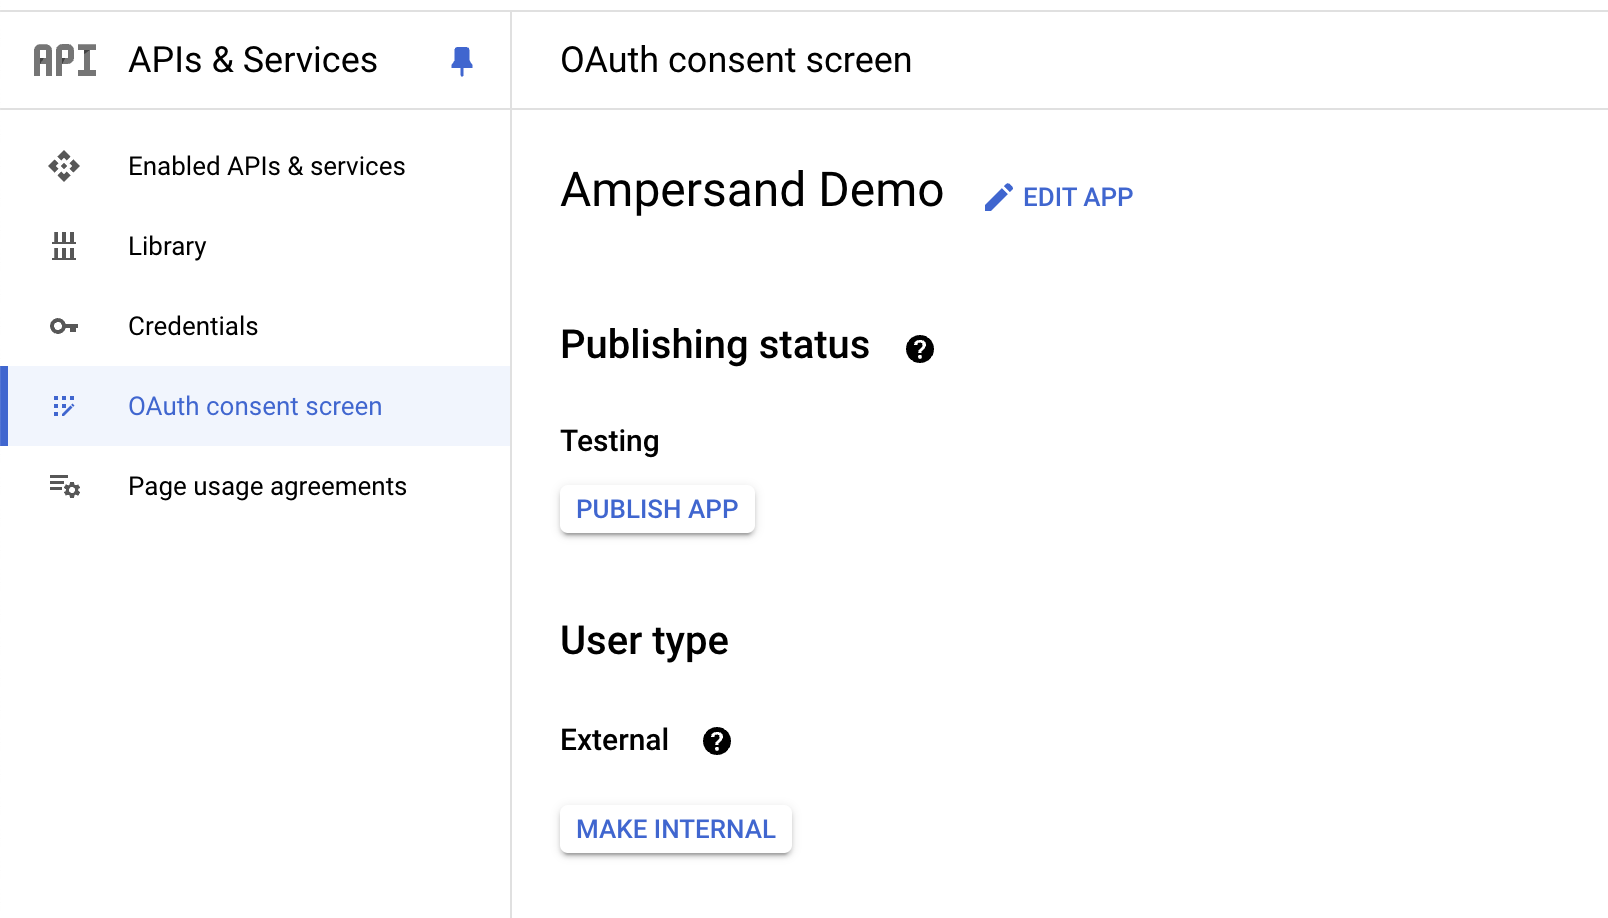 API APIs & Services
Enabled APIs & services
Library
Credentials
OAuth consent screen
Page usage agreements
OAuth consent screen
Ampersand Demo EDIT APP
Publishing status ?
Testing
PUBLISH APP
User type
External ?
MAKE INTERNAL